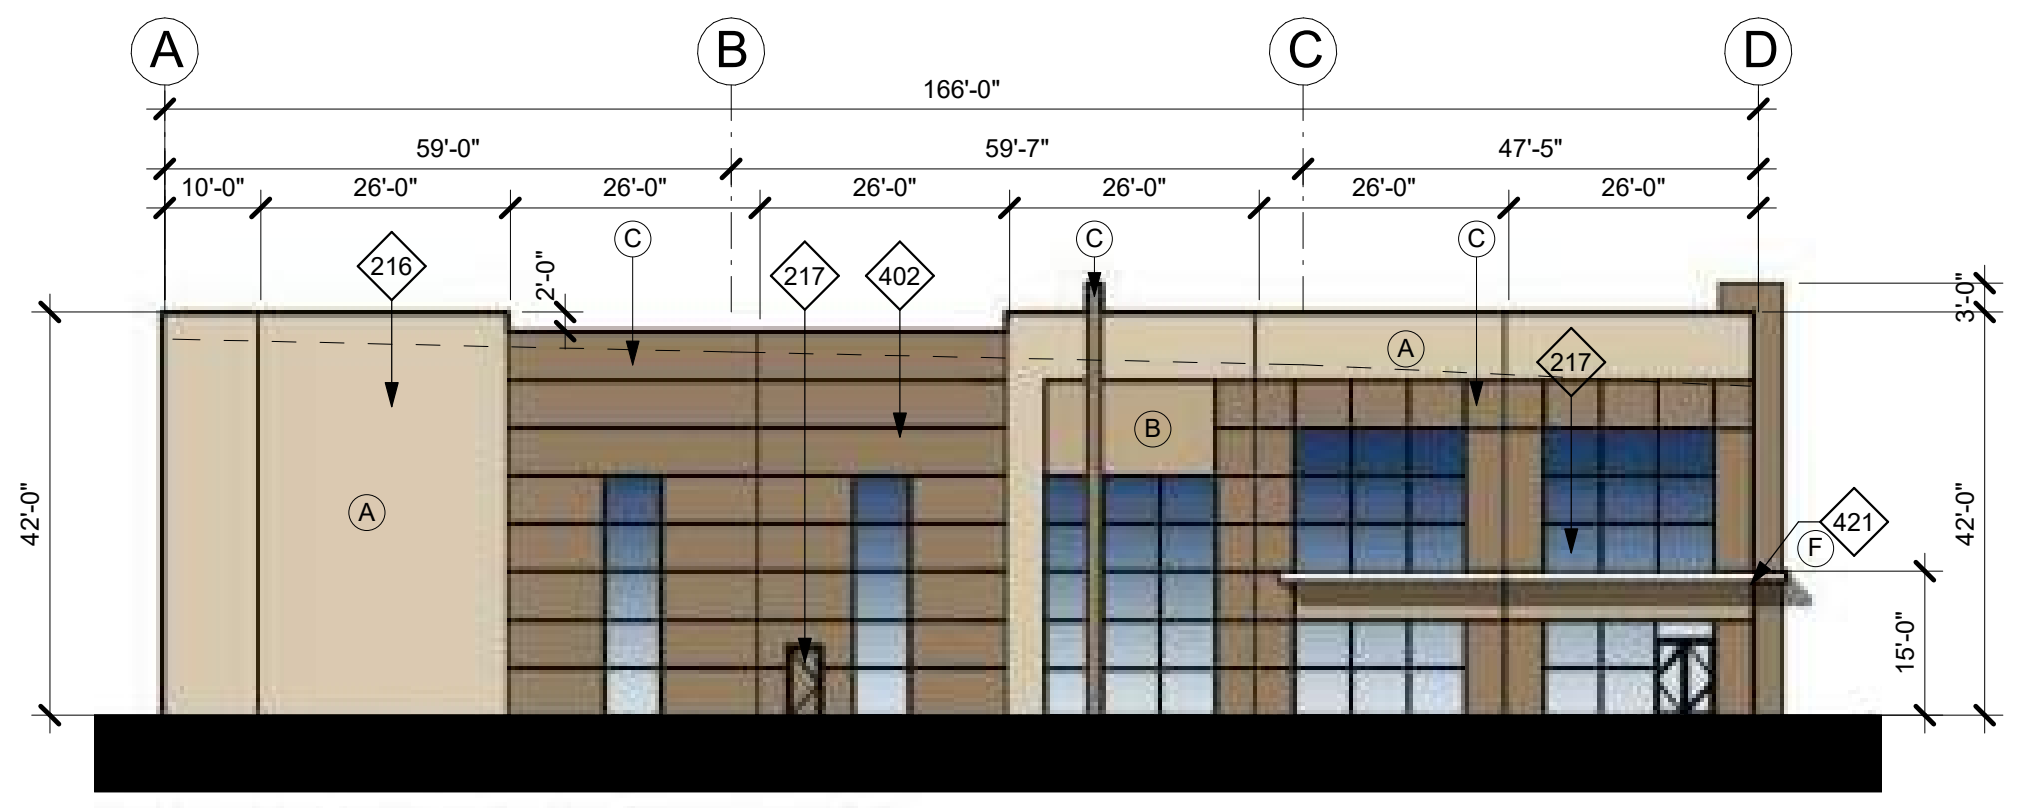 A B C D
166'-0"
59'-0" 59'-7" 47'-5"
10'-0" 26'-0" 26'-0" 26'-0" 26'-0" 26'-0" 26'-0"
C C C
216 2'-0" 217 402
3'-0"
A 217
B
A 42'-0" 42'-0" 421
F
15'-0"